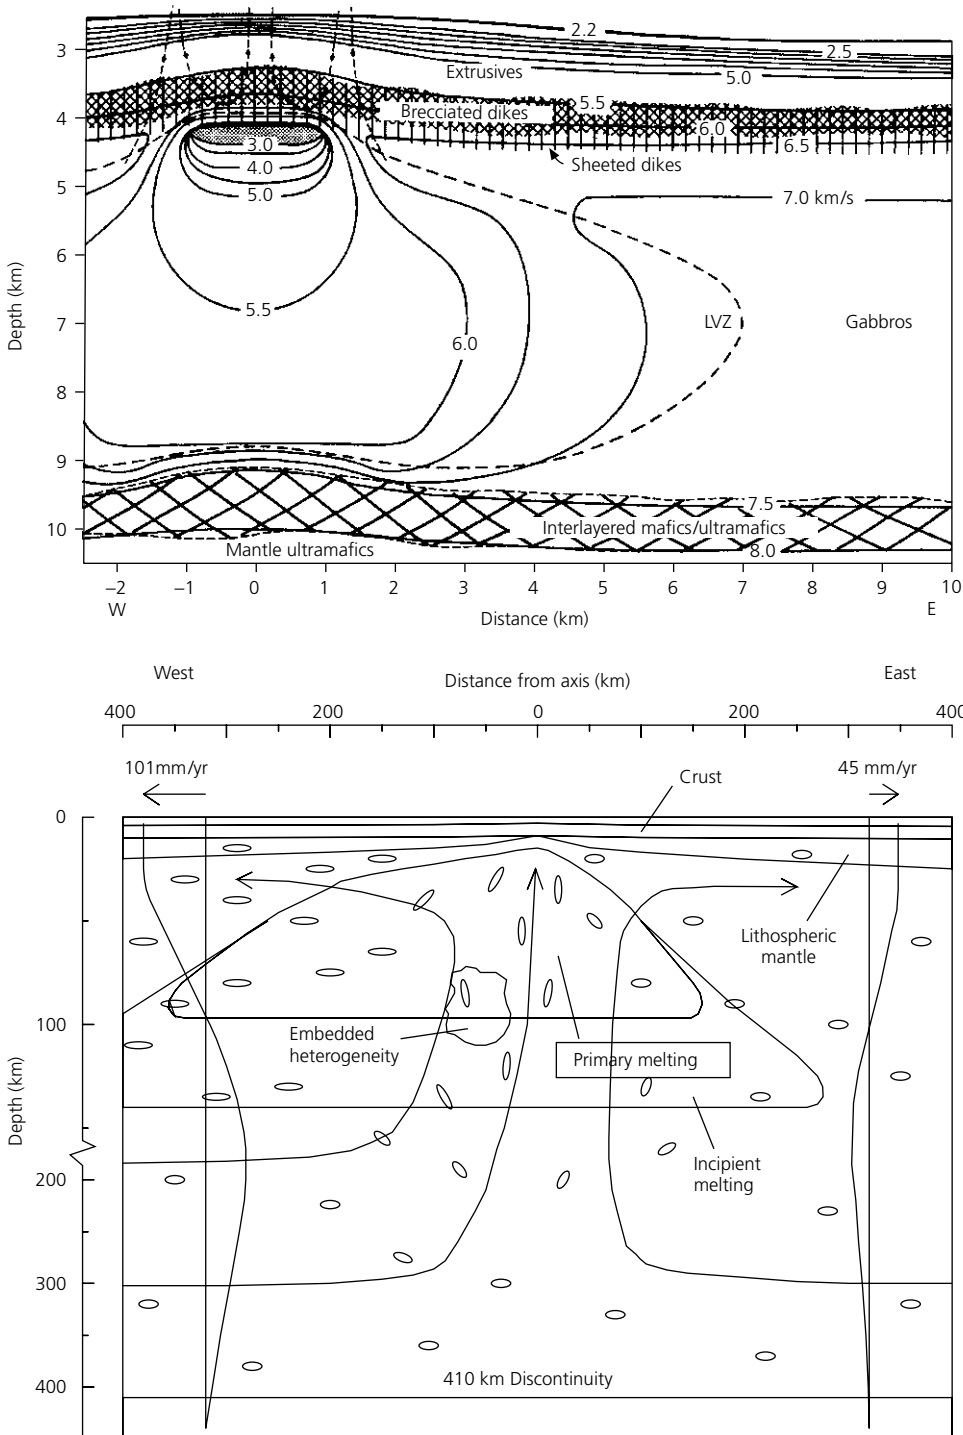 2.2
2.5
3
Extrusives
5.0
5.5
Brecciated dikes
4
6.0
3.0
6.5
4.0
Sheeted dikes
5
5.0
7.0 km/s
6
Depth (km)
5.5
7
LVZ
Gabbros
6.0
8
9
7.5
10
Interlayered mafics/ultramafics
Mantle ultramafics
8.0
−2 −1 0 1 2 3 4 5 6 7 8 9 10
W E
Distance (km)
West East
Distance from axis (km)
400 200 0 200 400
101mm/yr 45 mm/yr
Crust
0
Lithospheric
mantle
100
Embedded
heterogeneity
Primary melting
Depth (km)
Incipient
melting
200
300
410 km Discontinuity
400